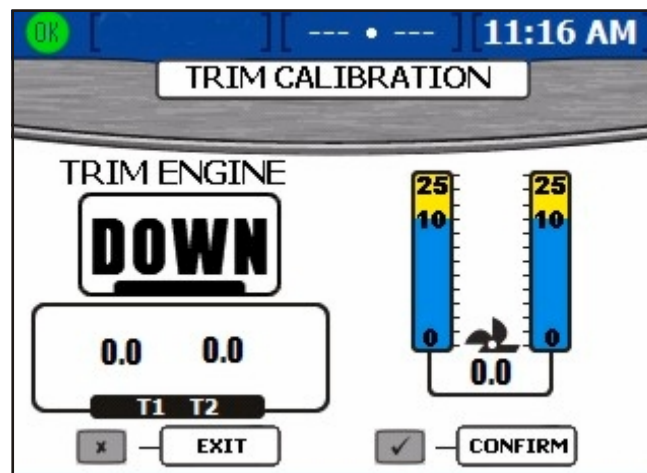 OK [ ] [ --- • --- ] [ 11:16 AM ]
TRIM CALIBRATION
TRIM ENGINE
DOWN
0.0 0.0
T1 T2
25 25
10 10
0 0
0.0
x EXIT
✓ CONFIRM